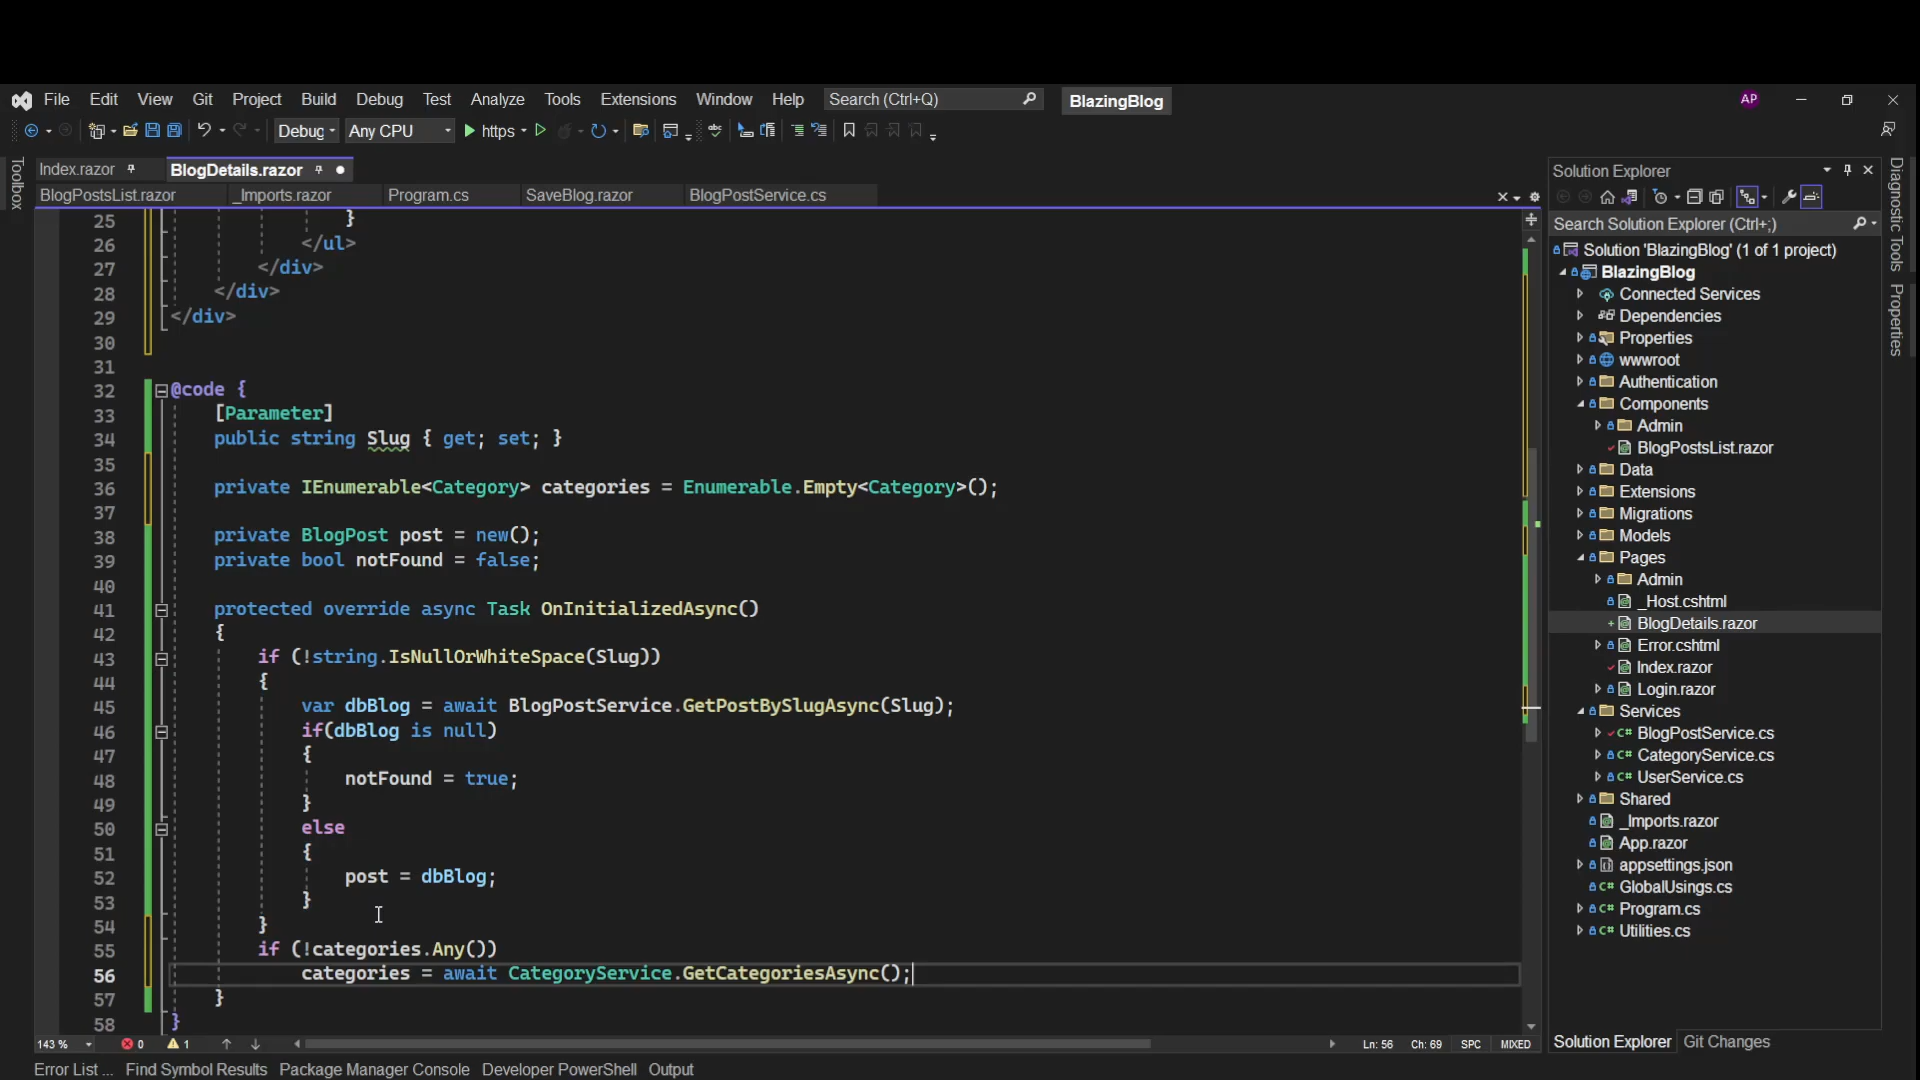 File Edit View Git Project Build Debug Test Analyze Tools Extensions Window Help Search (Ctrl+Q) BlazingBlog AP
Debug Any CPU https
Toolbox
Index.razor BlogDetails.razor
BlogPostsList.razor _Imports.razor Program.cs SaveBlog.razor BlogPostService.cs
25 }
26 </ul>
27 </div>
28 </div>
29 </div>
30
31
32 @code {
33 [Parameter]
34 public string Slug { get; set; }
35
36 private IEnumerable<Category> categories = Enumerable.Empty<Category>();
37
38 private BlogPost post = new();
39 private bool notFound = false;
40
41 protected override async Task OnInitializedAsync()
42 {
43 if (!string.IsNullOrWhiteSpace(Slug))
44 {
45 var dbBlog = await BlogPostService.GetPostBySlugAsync(Slug);
46 if(dbBlog is null)
47 {
48 notFound = true;
49 }
50 else
51 {
52 post = dbBlog;
53 }
54 }
55 if (!categories.Any())
56 categories = await CategoryService.GetCategoriesAsync();
57 }
58 }
143 % 0 1 Ln: 56 Ch: 69 SPC MIXED
Error List ... Find Symbol Results Package Manager Console Developer PowerShell Output
Solution Explorer
Search Solution Explorer (Ctrl+;)
Solution 'BlazingBlog' (1 of 1 project)
BlazingBlog
Connected Services
Dependencies
Properties
wwwroot
Authentication
Components
Admin
BlogPostsList.razor
Data
Extensions
Migrations
Models
Pages
Admin
_Host.cshtml
BlogDetails.razor
Error.cshtml
Index.razor
Login.razor
Services
C# BlogPostService.cs
C# CategoryService.cs
C# UserService.cs
Shared
_Imports.razor
App.razor
appsettings.json
C# GlobalUsings.cs
C# Program.cs
C# Utilities.cs
Solution Explorer Git Changes
Diagnostic Tools
Properties